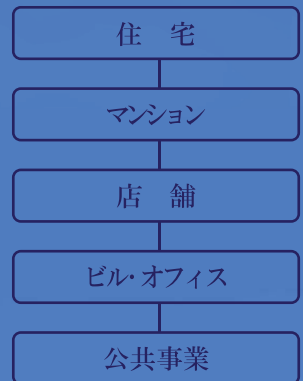 住　宅
マンション
店　舗
ビル・オフィス
公共事業